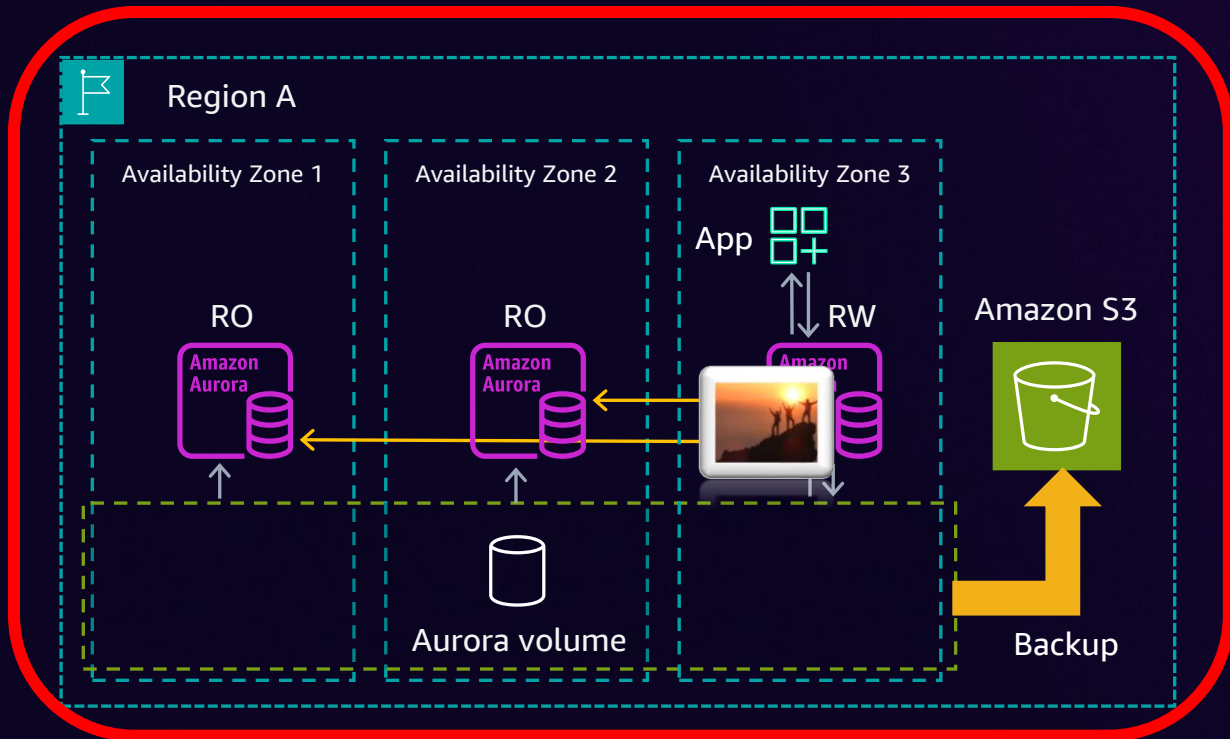 Region A
Availability Zone 1
Availability Zone 2
Availability Zone 3
App
RO
RO
RW
Amazon S3
Amazon
Aurora
Amazon
Aurora
Amazon
Aurora volume
Backup